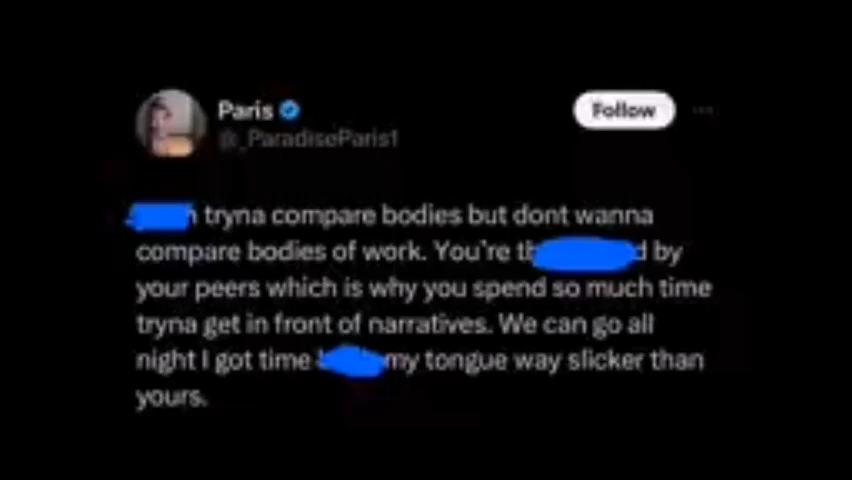 Paris
@_ParadiseParis1
Follow
tryna compare bodies but dont wanna
compare bodies of work. You're by
your peers which is why you spend so much time
tryna get in front of narratives. We can go all
night I got time my tongue way slicker than
yours.